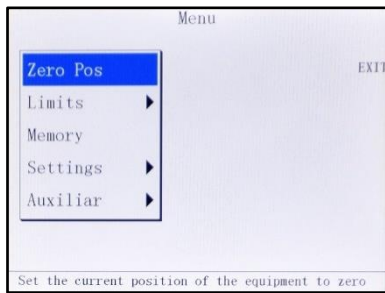 Menu
Zero Pos
EXIT
Limits
Memory
Settings
Auxiliar
Set the current position of the equipment to zero